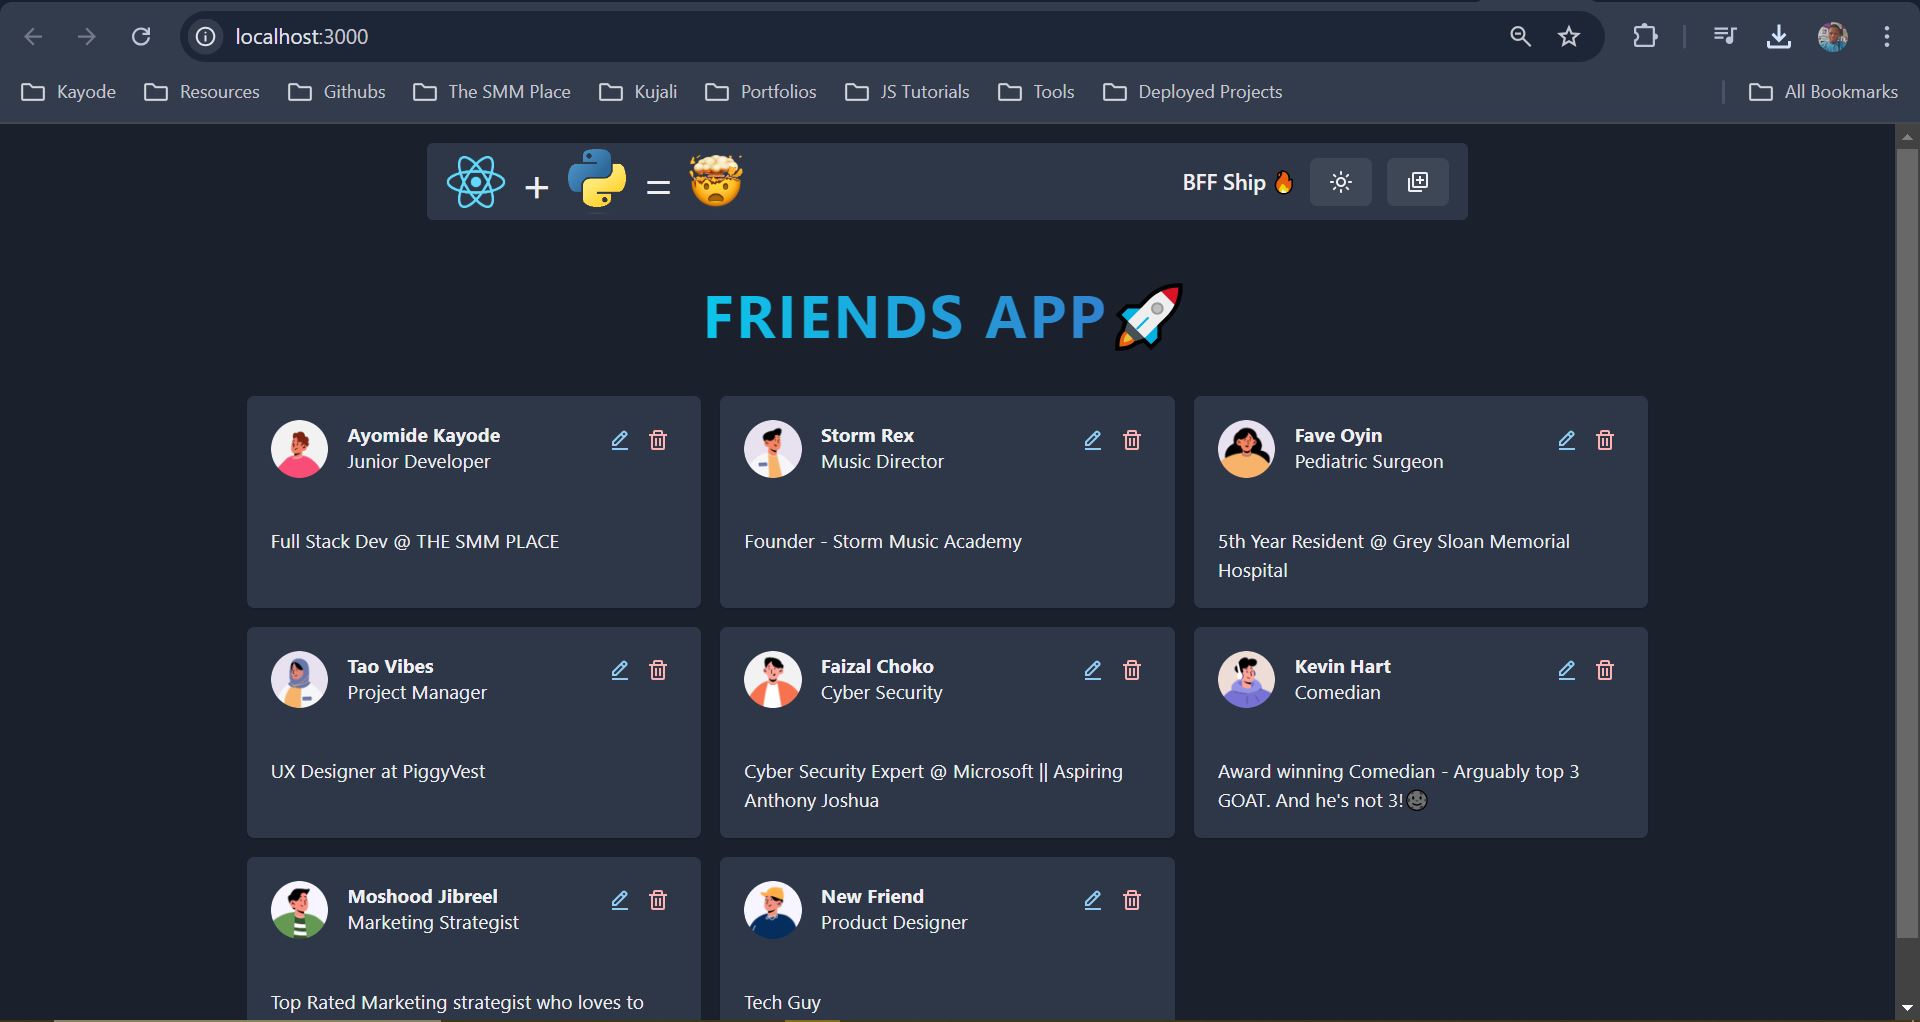 localhost:3000
Kayode Resources Githubs The SMM Place Kujali Portfolios JS Tutorials Tools Deployed Projects All Bookmarks
+ = BFF Ship 🔥
FRIENDS APP🚀
Ayomide Kayode
Junior Developer
Full Stack Dev @ THE SMM PLACE
Storm Rex
Music Director
Founder - Storm Music Academy
Fave Oyin
Pediatric Surgeon
5th Year Resident @ Grey Sloan Memorial
Hospital
Tao Vibes
Project Manager
UX Designer at PiggyVest
Faizal Choko
Cyber Security
Cyber Security Expert @ Microsoft || Aspiring
Anthony Joshua
Kevin Hart
Comedian
Award winning Comedian - Arguably top 3
GOAT. And he's not 3!🌚
Moshood Jibreel
Marketing Strategist
Top Rated Marketing strategist who loves to
New Friend
Product Designer
Tech Guy